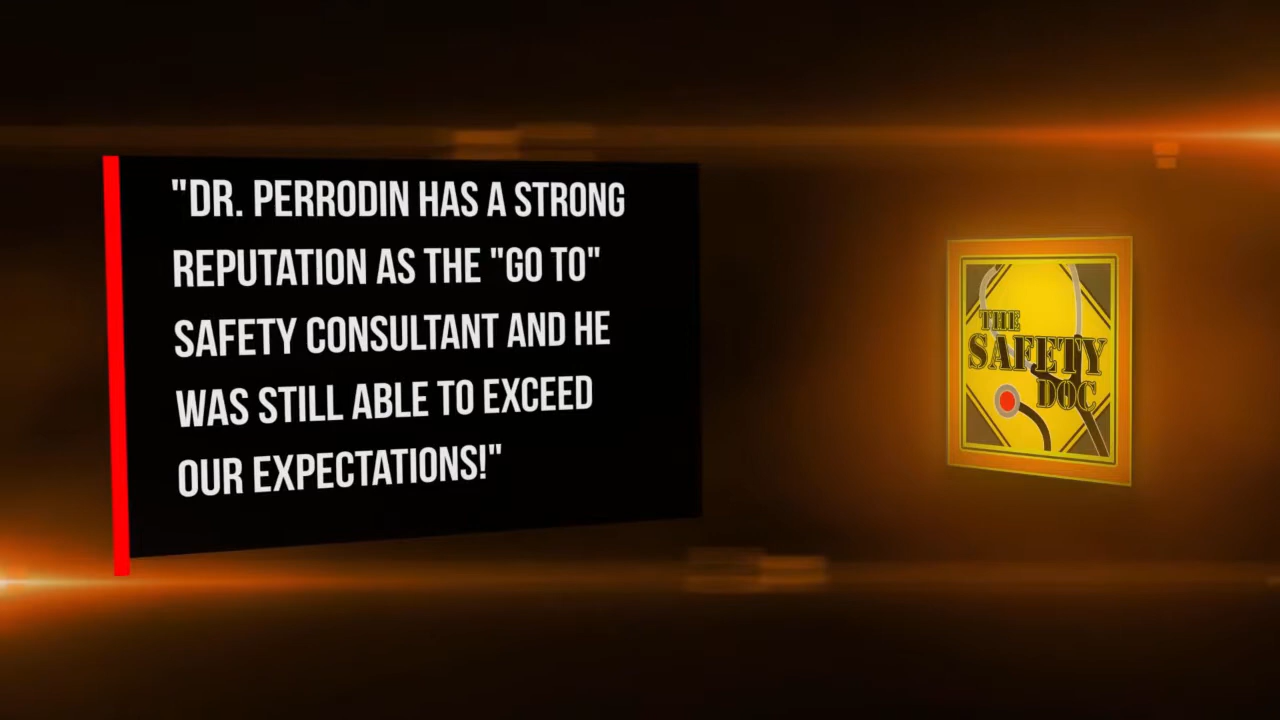 "DR. PERRODIN HAS A STRONG
REPUTATION AS THE "GO TO"
SAFETY CONSULTANT AND HE
WAS STILL ABLE TO EXCEED
OUR EXPECTATIONS!"
THE
SAFETY
DOC